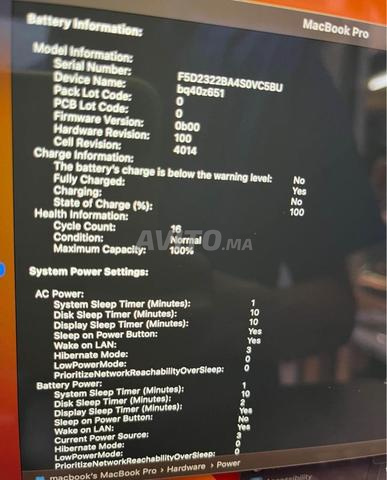 MacBook Pro
Battery Information:
Model Information:
Serial Number: F5D2322BA4S0VC5BU
Device Name: bq40z651
Pack Lot Code: 0
PCB Lot Code: 0
Firmware Version: 0b00
Hardware Revision: 100
Cell Revision: 4014
Charge Information:
The battery's charge is below the warning level: No
Fully Charged: Yes
Charging: No
State of Charge (%): 100
Health Information:
Cycle Count: 16
Condition: Normal
Maximum Capacity: 100%
AVITO.MA
System Power Settings:
AC Power:
System Sleep Timer (Minutes): 1
Disk Sleep Timer (Minutes): 10
Display Sleep Timer (Minutes): 10
Sleep on Power Button: Yes
Wake on LAN: Yes
Hibernate Mode: 3
LowPowerMode: 0
PrioritizeNetworkReachabilityOverSleep: 0
Battery Power:
System Sleep Timer (Minutes): 1
Disk Sleep Timer (Minutes): 10
Display Sleep Timer (Minutes): 2
Sleep on Power Button: Yes
Wake on LAN: No
Current Power Source: Yes
Hibernate Mode: 3
LowPowerMode: 0
PrioritizeNetworkReachabilityOverSleep: 0
macbook's MacBook Pro › Hardware › Power
Accessibility